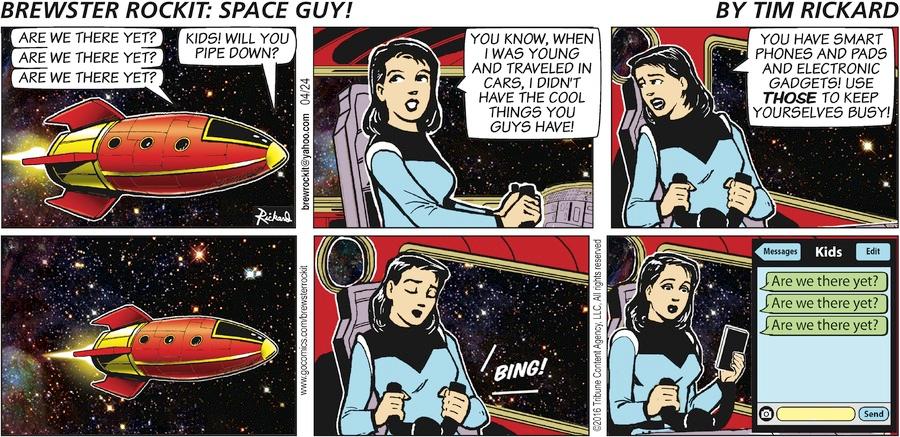 BREWSTER ROCKIT: SPACE GUY!
BY TIM RICKARD
ARE WE THERE YET?
ARE WE THERE YET?
ARE WE THERE YET?
KIDS! WILL YOU
PIPE DOWN?
Rickard
brewrockit@yahoo.com 04/24
YOU KNOW, WHEN
I WAS YOUNG
AND TRAVELED IN
CARS, I DIDN'T
HAVE THE COOL
THINGS YOU
GUYS HAVE!
YOU HAVE SMART
PHONES AND PADS
AND ELECTRONIC
GADGETS! USE
THOSE TO KEEP
YOURSELVES BUSY!
www.gocomics.com/brewsterrockit
BING!
©2016 Tribune Content Agency, LLC. All rights reserved
Messages
Kids
Edit
Are we there yet?
Are we there yet?
Are we there yet?
Send